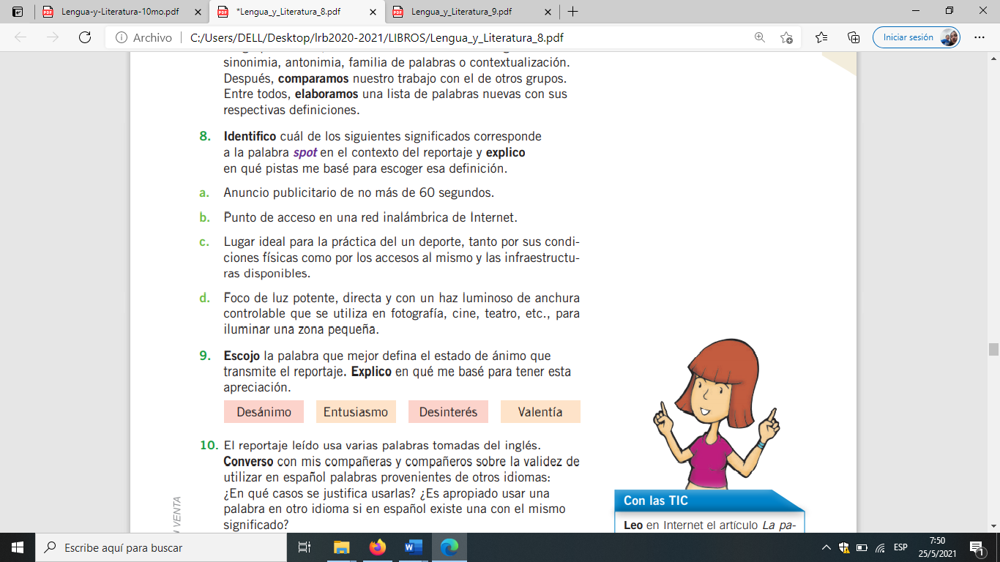 Lengua-y-Literatura-10mo.pdf
*Lengua_y_Literatura_8.pdf
Lengua_y_Literatura_9.pdf
Archivo
C:/Users/DELL/Desktop/lrb2020-2021/LIBROS/Lengua_y_Literatura_8.pdf
Iniciar sesión
sinonimia, antonimia, familia de palabras o contextualización.
Después, comparamos nuestro trabajo con el de otros grupos.
Entre todos, elaboramos una lista de palabras nuevas con sus
respectivas definiciones.
8. Identifico cuál de los siguientes significados corresponde
a la palabra spot en el contexto del reportaje y explico
en qué pistas me basé para escoger esa definición.
a. Anuncio publicitario de no más de 60 segundos.
b. Punto de acceso en una red inalámbrica de Internet.
c. Lugar ideal para la práctica del un deporte, tanto por sus condi-
ciones físicas como por los accesos al mismo y las infraestructu-
ras disponibles.
d. Foco de luz potente, directa y con un haz luminoso de anchura
controlable que se utiliza en fotografía, cine, teatro, etc., para
iluminar una zona pequeña.
9. Escojo la palabra que mejor defina el estado de ánimo que
transmite el reportaje. Explico en qué me basé para tener esta
apreciación.
Desánimo Entusiasmo Desinterés Valentía
10. El reportaje leído usa varias palabras tomadas del inglés.
Converso con mis compañeras y compañeros sobre la validez de
utilizar en español palabras provenientes de otros idiomas:
¿En qué casos se justifica usarlas? ¿Es apropiado usar una
palabra en otro idioma si en español existe una con el mismo
significado?
VENTA
Con las TIC
Leo en Internet el artículo La pa-
Escribe aquí para buscar
ESP
7:50
25/5/2021
1